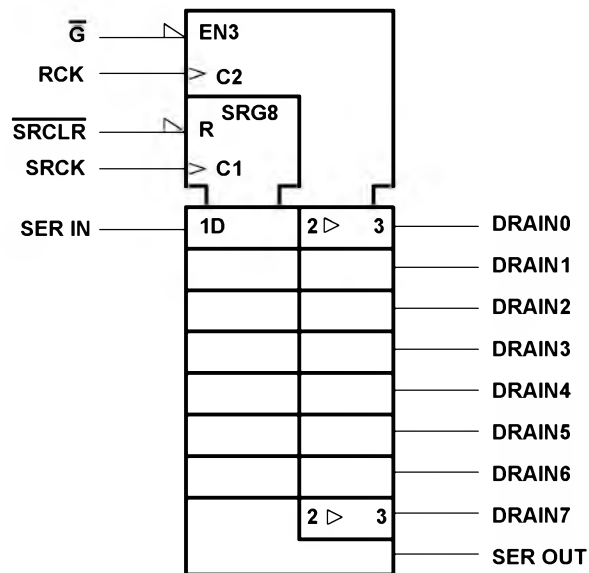 G̅ EN3
RCK C2
SRG8
S̅R̅C̅L̅R̅ R
SRCK C1
SER IN 1D 2 ▷ 3 DRAIN0
DRAIN1
DRAIN2
DRAIN3
DRAIN4
DRAIN5
DRAIN6
2 ▷ 3 DRAIN7
SER OUT